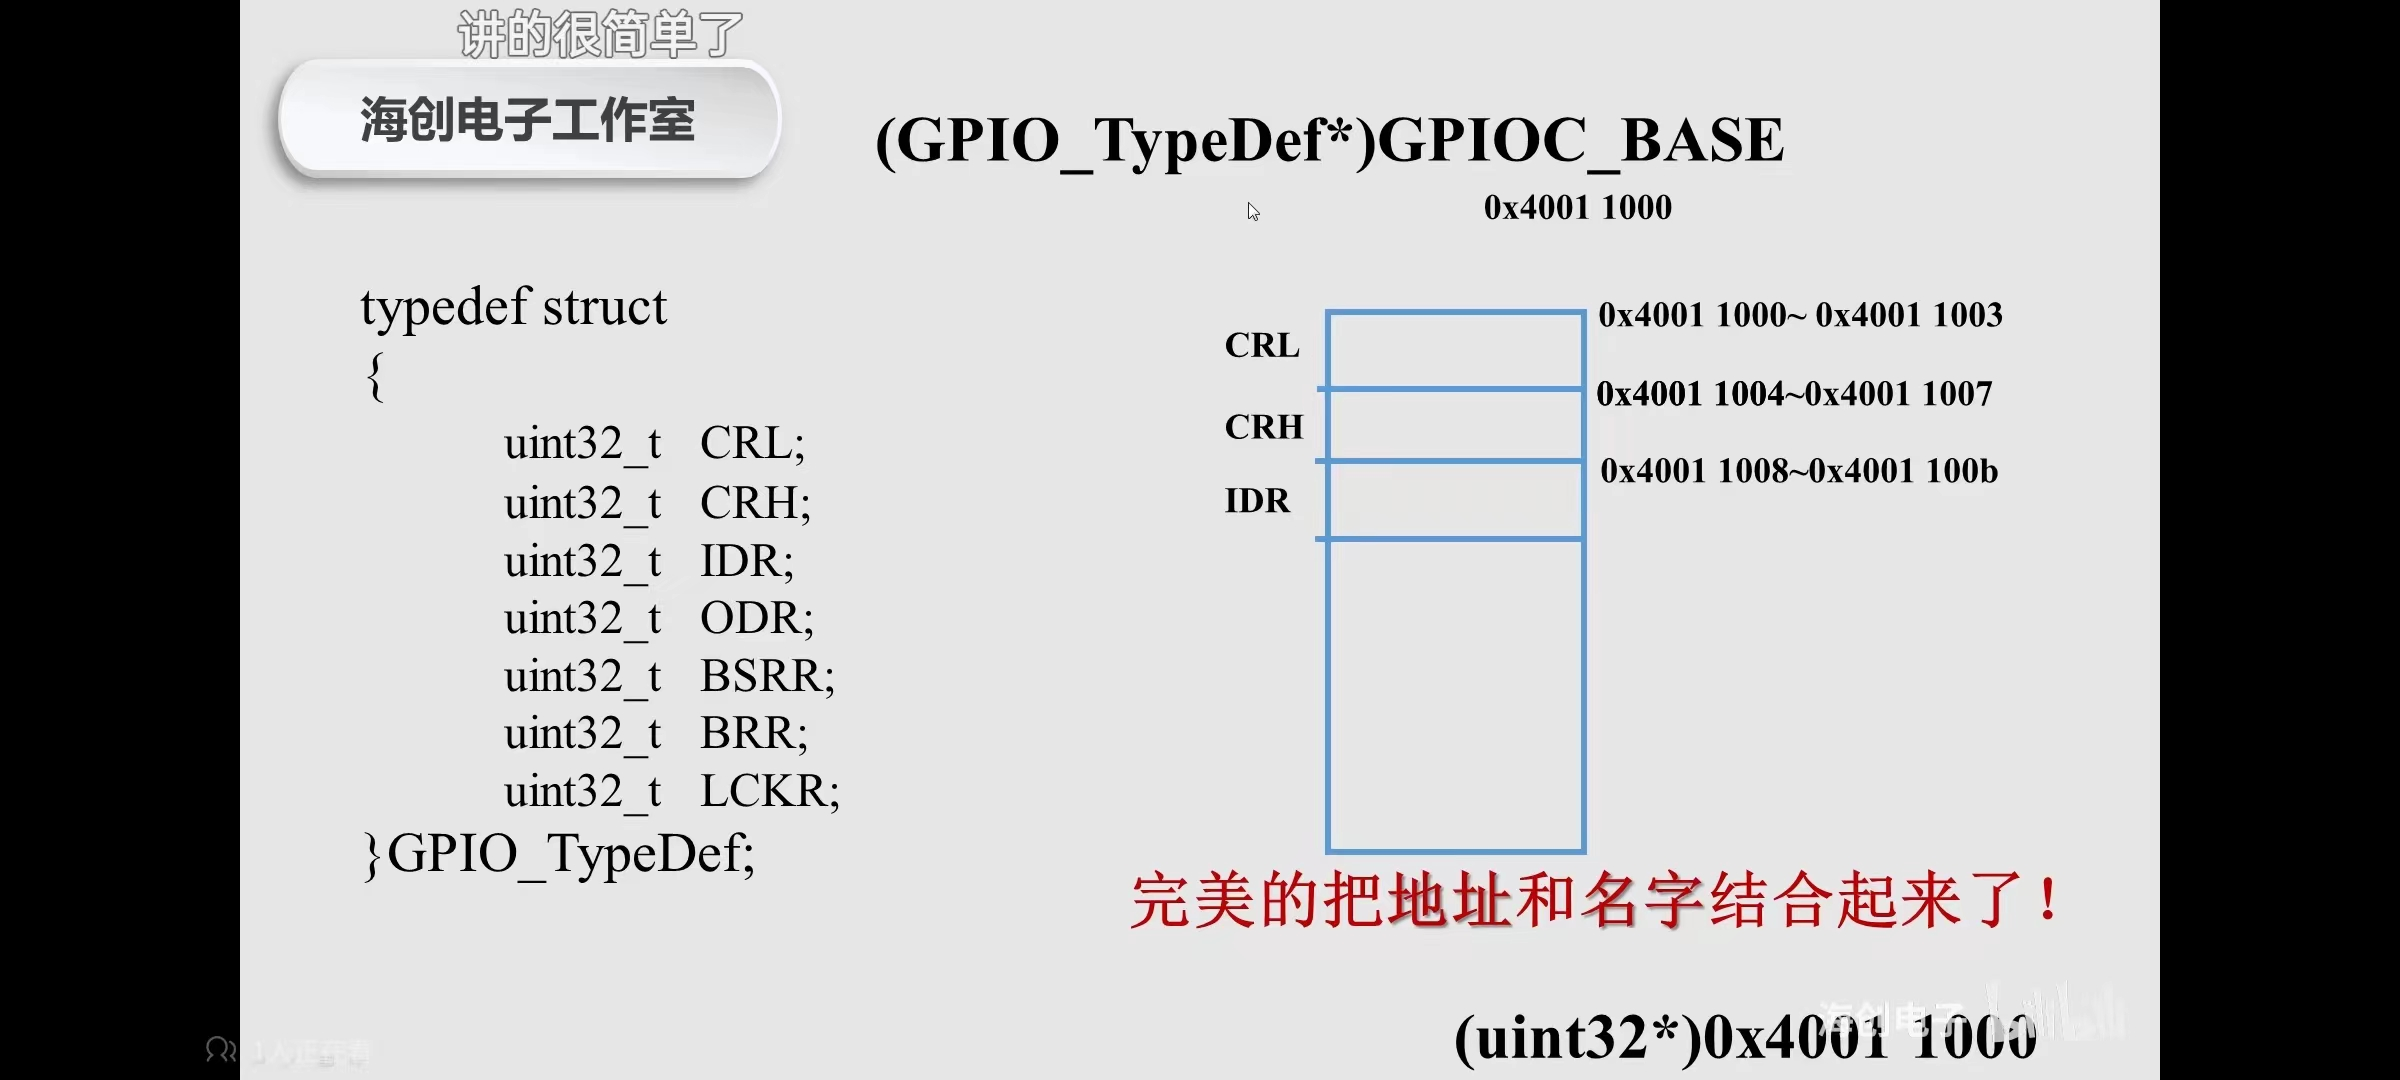 讲的很简单了
海创电子工作室
(GPIO_TypeDef*)GPIOC_BASE
0x4001 1000
typedef struct
{
uint32_t CRL;
uint32_t CRH;
uint32_t IDR;
uint32_t ODR;
uint32_t BSRR;
uint32_t BRR;
uint32_t LCKR;
}GPIO_TypeDef;
CRL
0x4001 1000~ 0x4001 1003
CRH
0x4001 1004~0x4001 1007
IDR
0x4001 1008~0x4001 100b
完美的把地址和名字结合起来了！
(uint32*)0x4001 1000
海创电子
1人正在看